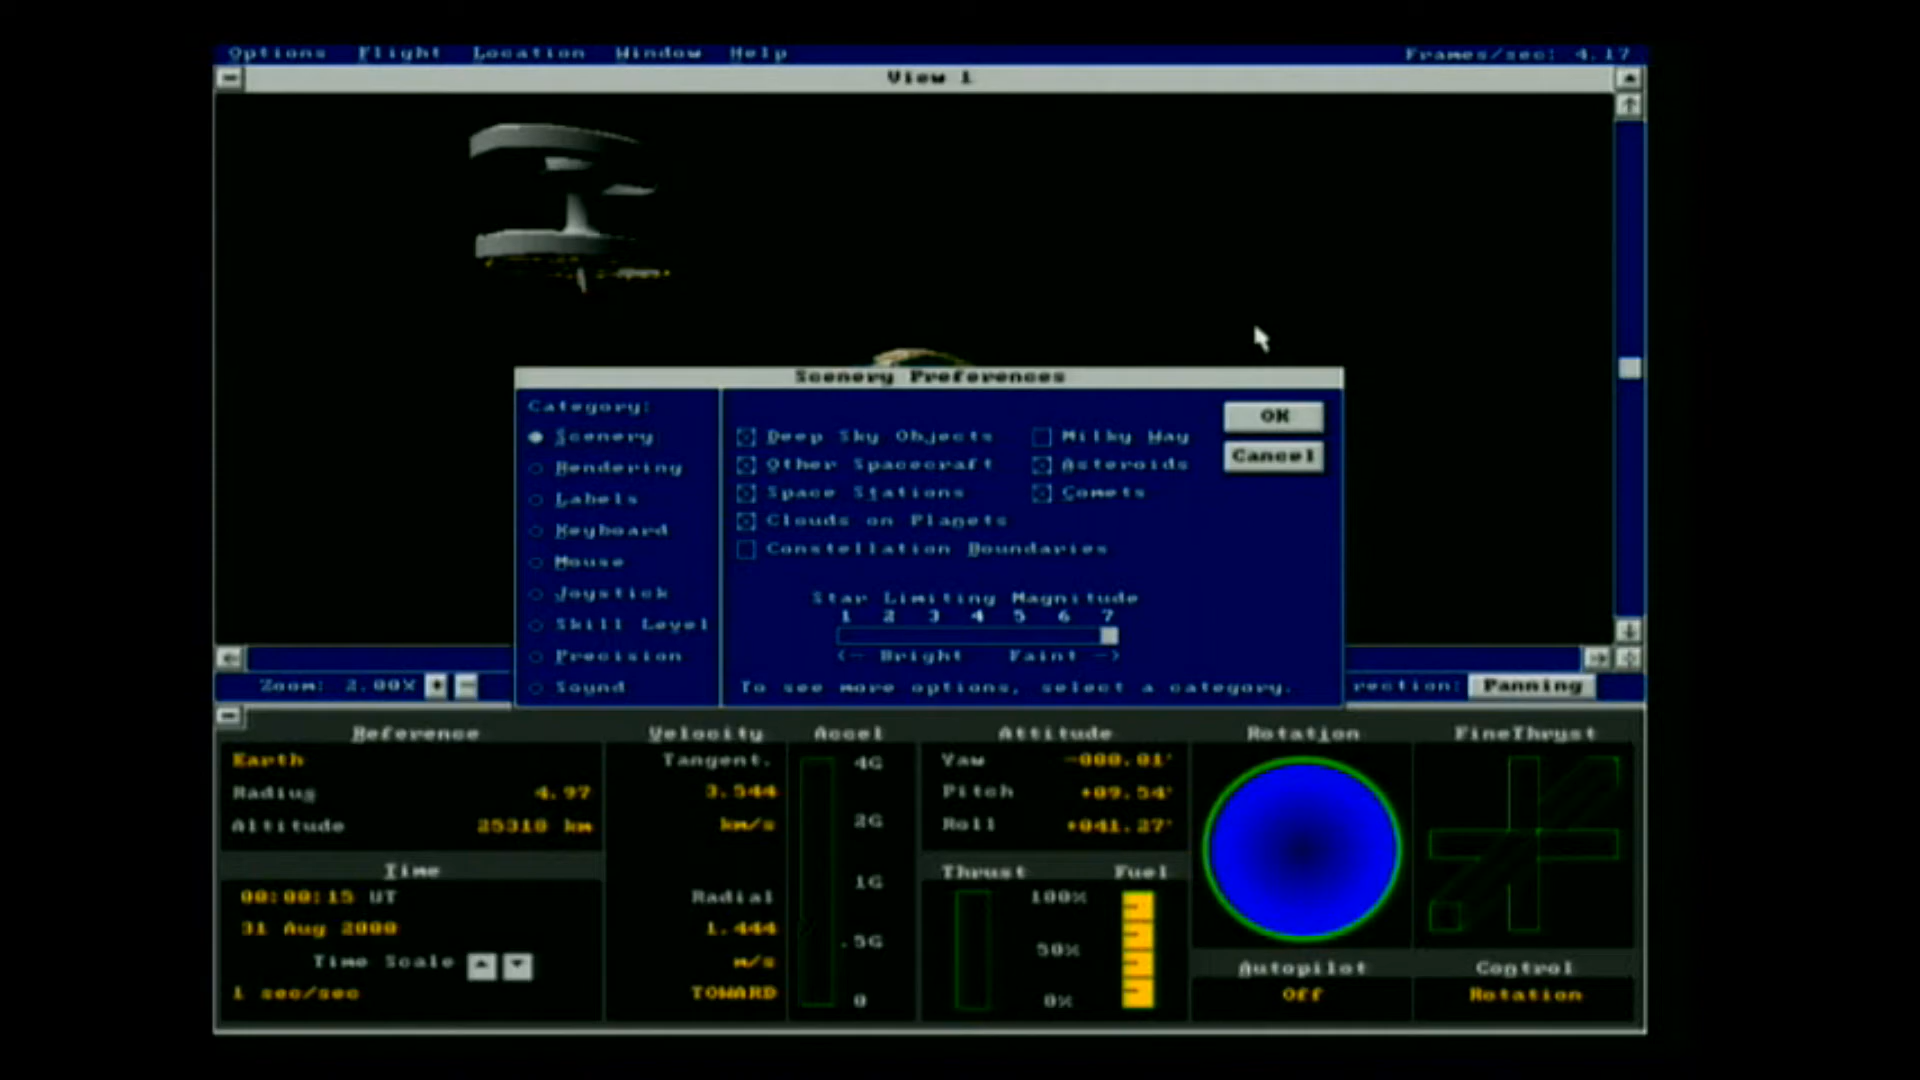 Options Flight Location Window Help Frames/sec: 4.17
View 1
Scenery Preferences
Category:
Scenery
Rendering
Labels
Keyboard
Mouse
Joystick
Skill Level
Precision
Sound
Deep Sky Objects
Other Spacecraft
Space Stations
Clouds on Planets
Constellation Boundaries
Milky Way
Asteroids
Comets
OK
Cancel
Star Limiting Magnitude
1 2 3 4 5 6 7
<-- Bright Faint -->
To see more options, select a category.
Zoom: 2.00X + -
rection: Panning
Reference
Earth
Radius 4.97
Altitude 25318 km
Time
00:00:15 UT
31 Aug 2000
Time Scale
1 sec/sec
Velocity
Tangent.
3.544
km/s
Radial
1.444
m/s
TOWARD
Accel
4G
2G
1G
.5G
0
Attitude
Yaw -000.01°
Pitch +09.54°
Roll +041.27°
Thrust Fuel
100%
50%
0%
Rotation
Autopilot
Off
FineThrust
Control
Rotation